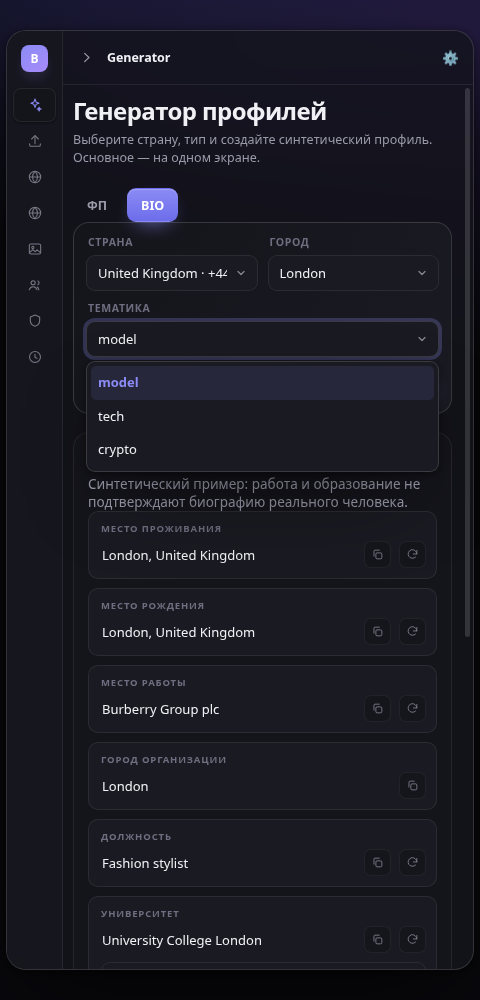 B
Generator
Генератор профилей
Выберите страну, тип и создайте синтетический профиль.
Основное — на одном экране.
ФП
BIO
СТРАНА
ГОРОД
United Kingdom · +44
London
ТЕМАТИКА
model
model
tech
crypto
Синтетический пример: работа и образование не
подтверждают биографию реального человека.
МЕСТО ПРОЖИВАНИЯ
London, United Kingdom
МЕСТО РОЖДЕНИЯ
London, United Kingdom
МЕСТО РАБОТЫ
Burberry Group plc
ГОРОД ОРГАНИЗАЦИИ
London
ДОЛЖНОСТЬ
Fashion stylist
УНИВЕРСИТЕТ
University College London